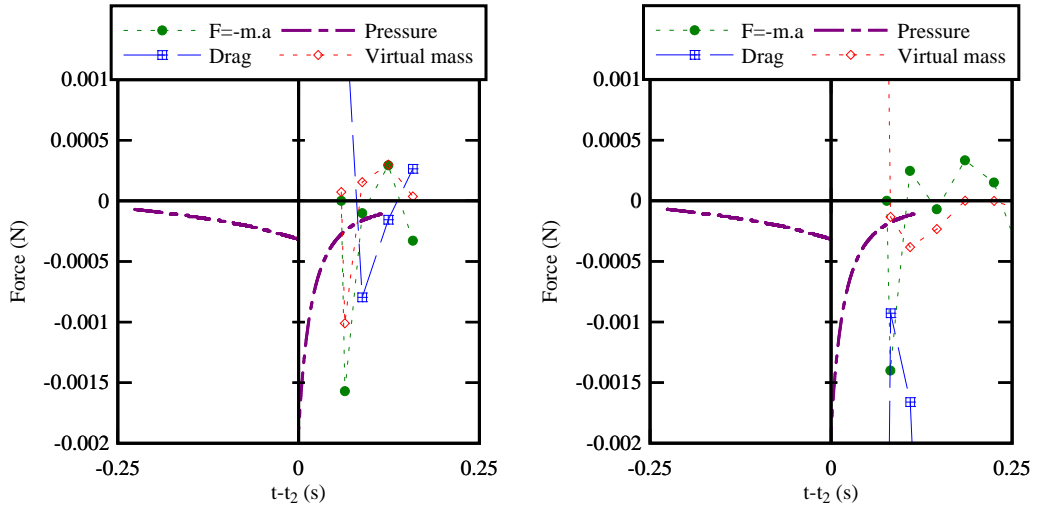 F=-m.a Pressure
Drag Virtual mass
0.001
0.0005
0
-0.0005
-0.001
-0.0015
-0.002
-0.25 0 0.25
Force (N)
t-t2 (s)
F=-m.a Pressure
Drag Virtual mass
0.001
0.0005
0
-0.0005
-0.001
-0.0015
-0.002
-0.25 0 0.25
Force (N)
t-t2 (s)